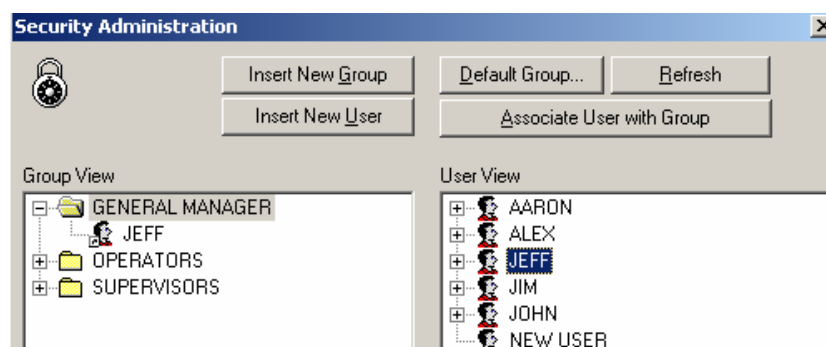 Security Administration
Insert New Group
Default Group...
Refresh
Insert New User
Associate User with Group
Group View
User View
GENERAL MANAGER
JEFF
OPERATORS
SUPERVISORS
AARON
ALEX
JEFF
JIM
JOHN
NEW USER